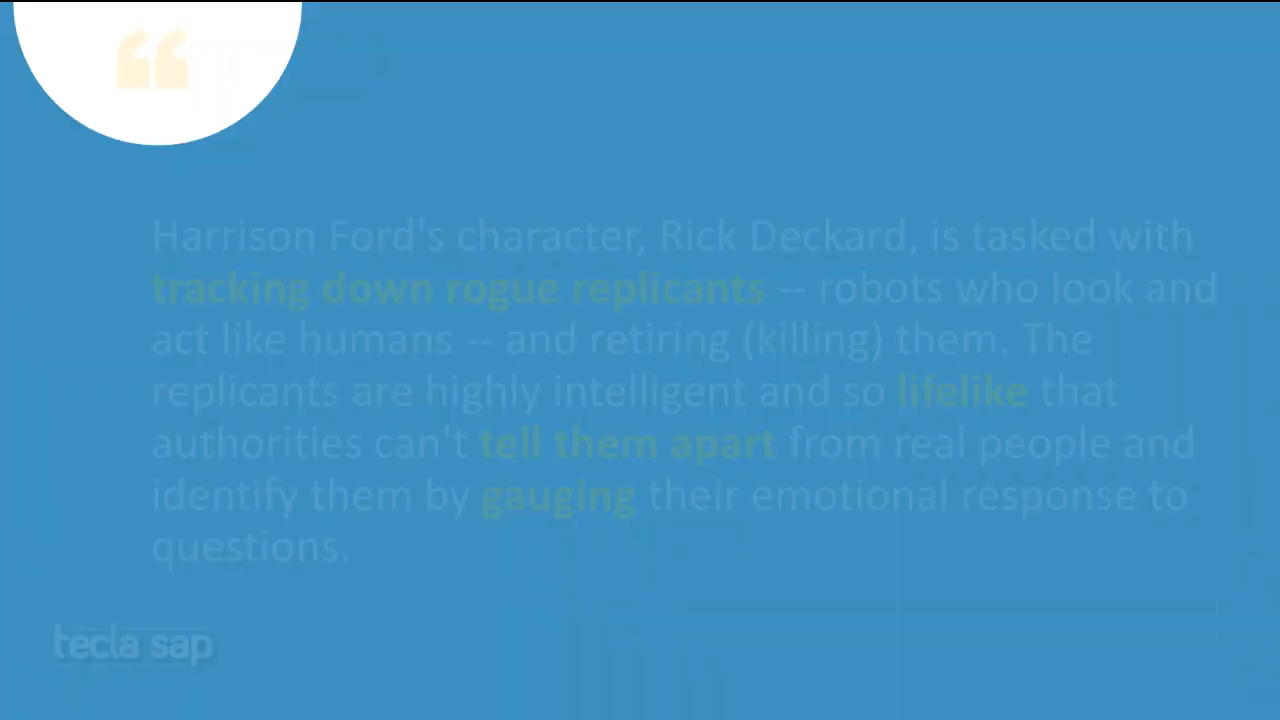 “
Harrison Ford's character, Rick Deckard, is tasked with
tracking down rogue replicants -- robots who look and
act like humans -- and retiring (killing) them. The
replicants are highly intelligent and so lifelike that
authorities can't tell them apart from real people and
identify them by gauging their emotional response to
questions.
tecla sap